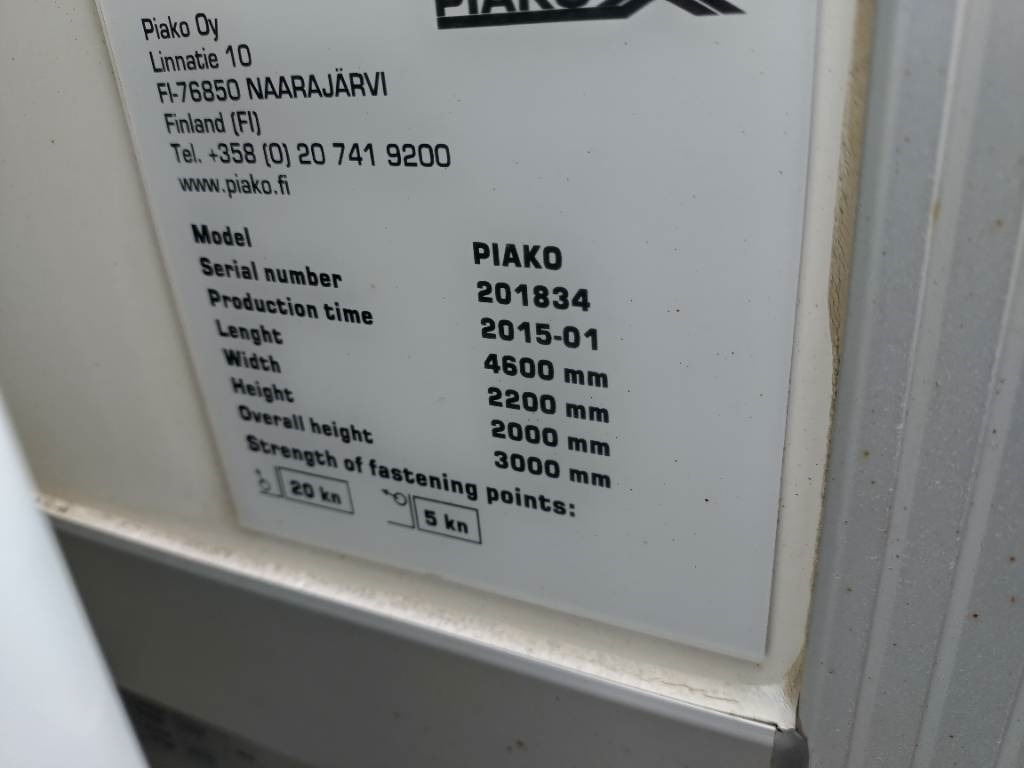 PIAKO
Piako Oy
Linnatie 10
FI-76850 NAARAJÄRVI
Finland (FI)
Tel. +358 (0) 20 741 9200
www.piako.fi
Model PIAKO
Serial number 201834
Production time 2015-01
Lenght 4600 mm
Width 2200 mm
Height 2000 mm
Overall height 3000 mm
Strength of fastening points:
20 kn 5 kn